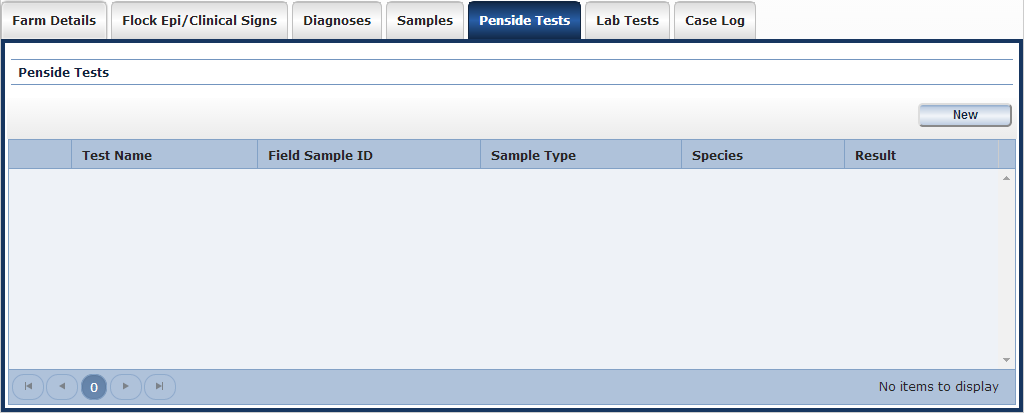 Farm Details Flock Epi/Clinical Signs Diagnoses Samples Penside Tests Lab Tests Case Log
Penside Tests
New
Test Name Field Sample ID Sample Type Species Result
0 No items to display